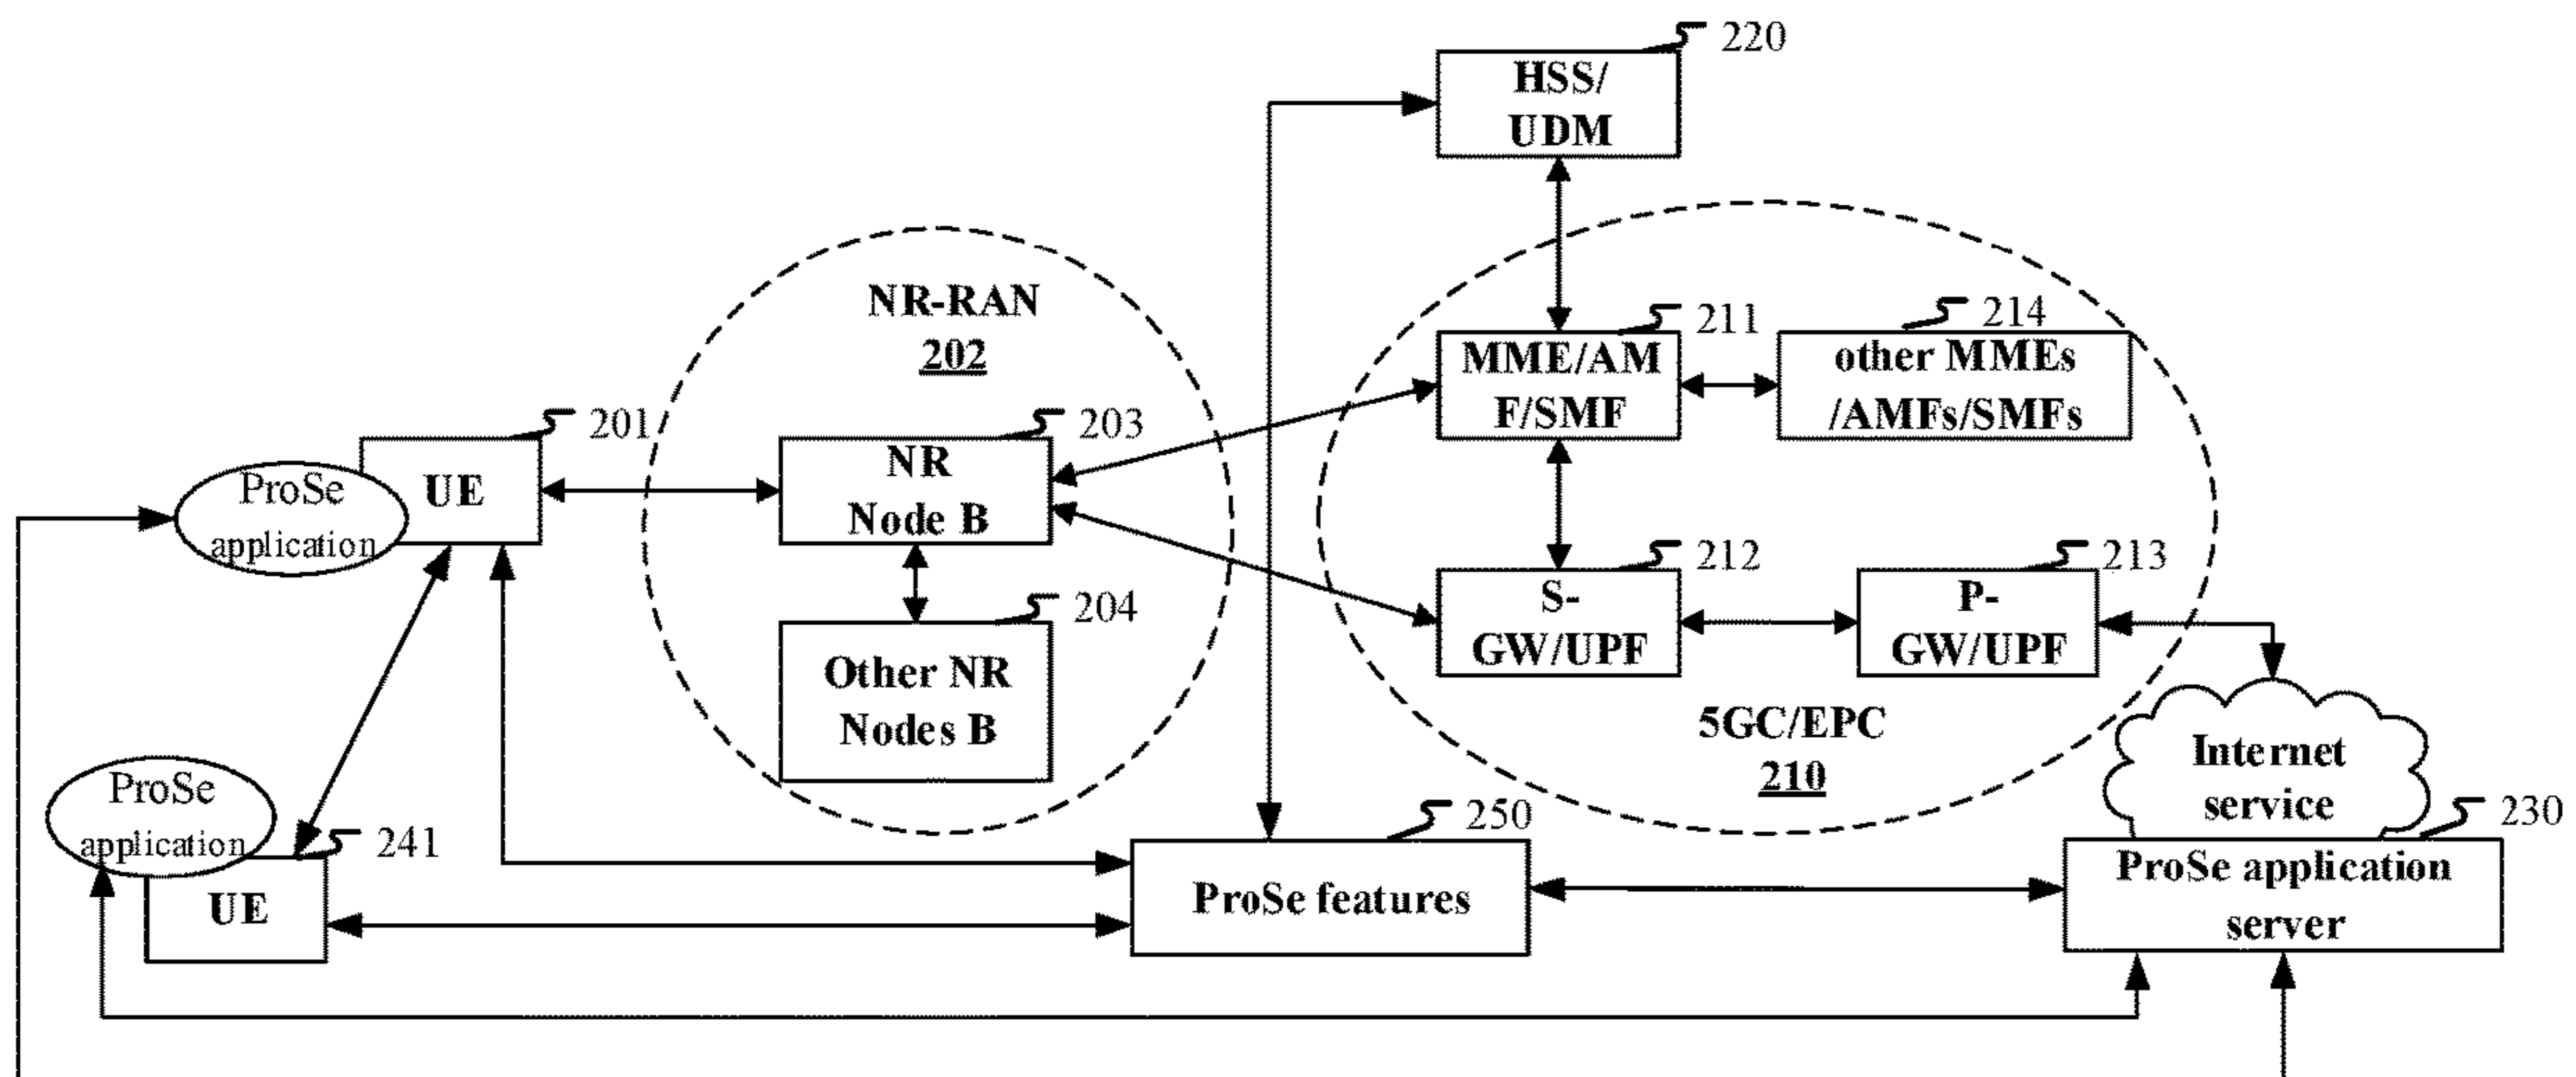 220
HSS/
UDM
NR-RAN
202
211
MME/AM
F/SMF
214
other MMEs
/AMFs/SMFs
201
UE
ProSe
application
203
NR
Node B
204
Other NR
Nodes B
212
S-
GW/UPF
213
P-
GW/UPF
5GC/EPC
210
Internet
service
ProSe
application
241
UE
250
ProSe features
230
ProSe application
server